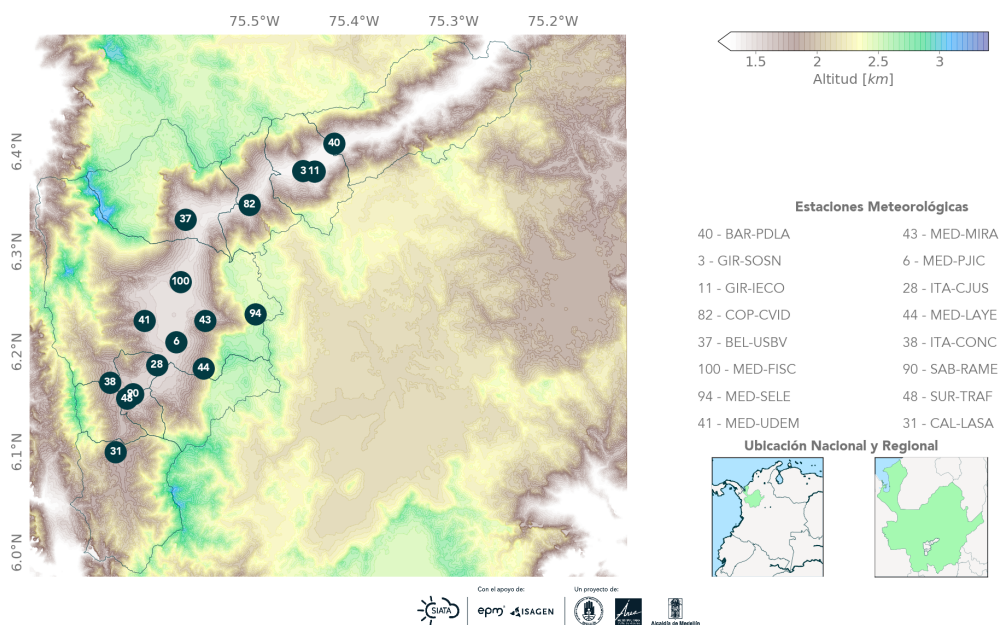 75.5°W 75.4°W 75.3°W 75.2°W
6.4°N
6.3°N
6.2°N
6.1°N
6.0°N
40
3 11
82
37
100
94
41
43
6
28
44
38
90
48
31
1.5 2 2.5 3
Altitud [km]
Estaciones Meteorológicas
40 - BAR-PDLA
3 - GIR-SOSN
11 - GIR-IECO
82 - COP-CVID
37 - BEL-USBV
100 - MED-FISC
94 - MED-SELE
41 - MED-UDEM
43 - MED-MIRA
6 - MED-PJIC
28 - ITA-CJUS
44 - MED-LAYE
38 - ITA-CONC
90 - SAB-RAME
48 - SUR-TRAF
31 - CAL-LASA
Ubicación Nacional y Regional
Con el apoyo de:
Un proyecto de:
SIATA
epm
ISAGEN
Área
Alcaldía de Medellín